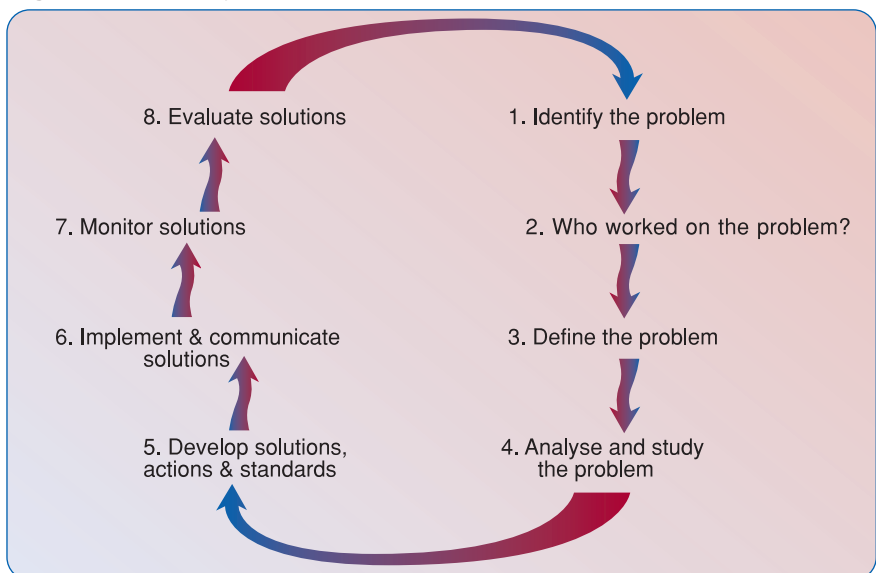 1. Identify the problem
2. Who worked on the problem?
3. Define the problem
4. Analyse and study
the problem
5. Develop solutions,
actions & standards
6. Implement & communicate
solutions
7. Monitor solutions
8. Evaluate solutions